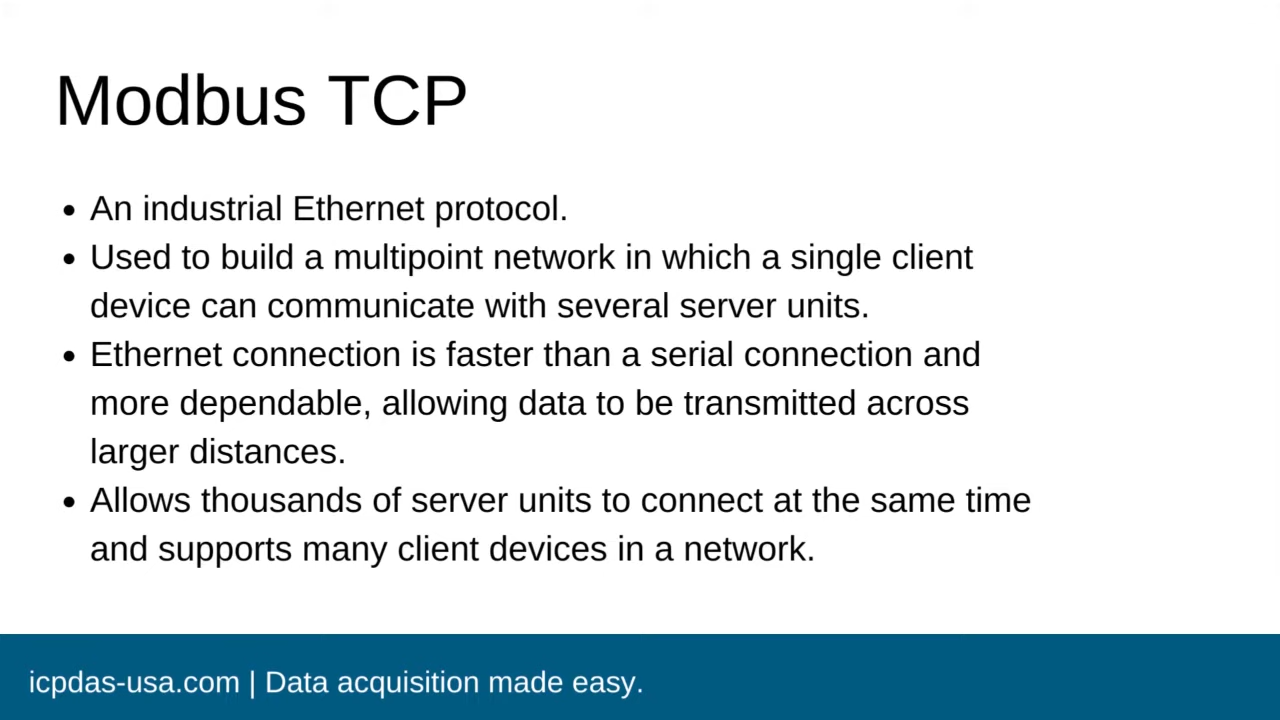 Modbus TCP
• An industrial Ethernet protocol.
• Used to build a multipoint network in which a single client
device can communicate with several server units.
• Ethernet connection is faster than a serial connection and
more dependable, allowing data to be transmitted across
larger distances.
• Allows thousands of server units to connect at the same time
and supports many client devices in a network.
icpdas-usa.com | Data acquisition made easy.